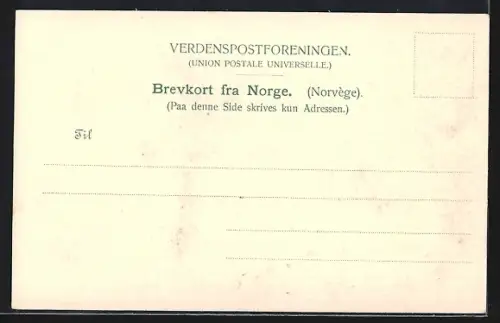 VERDENSPOSTFORENINGEN.
(UNION POSTALE UNIVERSELLE.)
Brevkort fra Norge. (Norvège).
(Paa denne Side skrives kun Adressen.)
Til